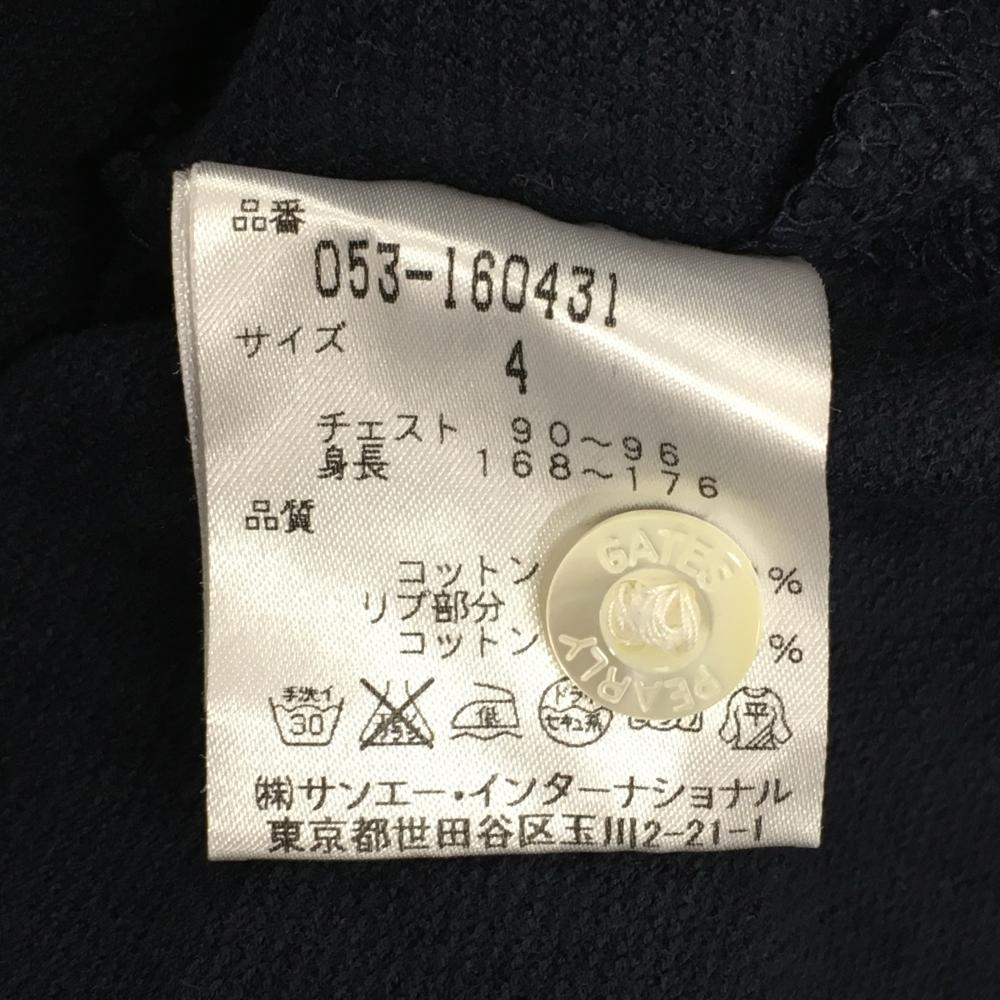 品番
053-160431
サイズ 4
チェスト 90~96
身長 168~176
品質
コットン %
リブ部分
コットン %
GATES
PEARLY
手洗イ
30
低
ドライ
セキユ系
平
㈱サンエー・インターナショナル
東京都世田谷区玉川2-21-1